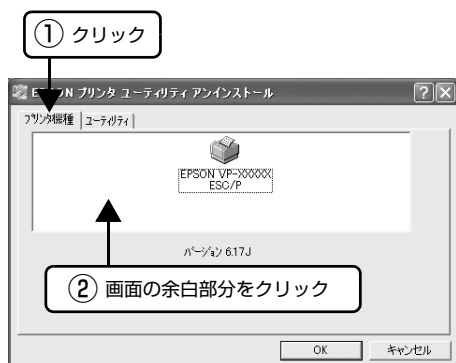 ① クリック
EPSON プリンタ ユーティリティ アンインストール
プリンタ機種
ユーティリティ
EPSON VP-XXXXX
ESC/P
バージョン 6.17J
② 画面の余白部分をクリック
OK
キャンセル